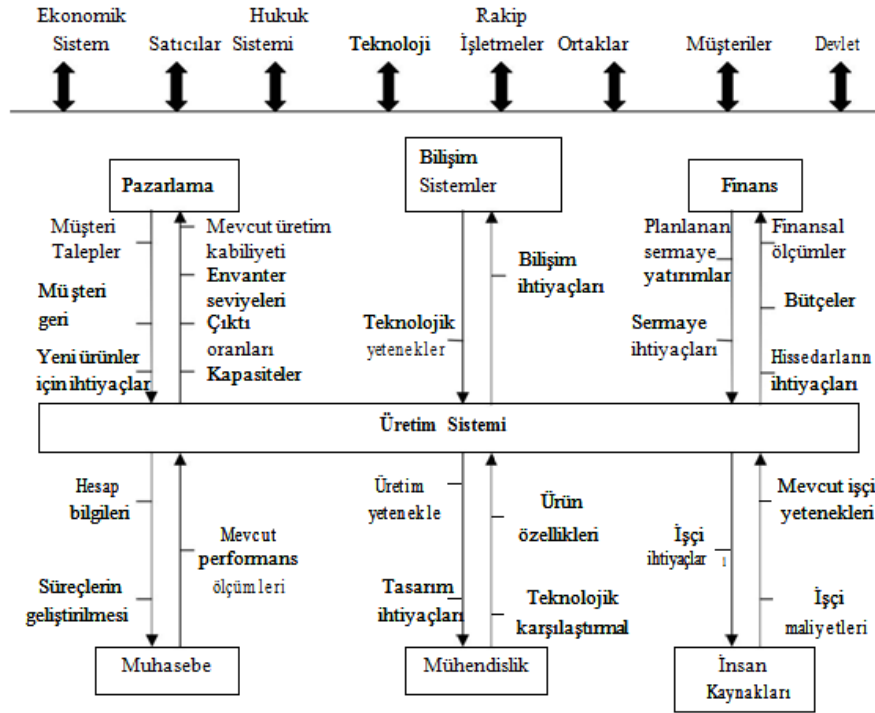 Ekonomik
Sistem
Satıcılar
Hukuk
Sistemi
Teknoloji
Rakip
İşletmeler
Ortaklar
Müşteriler
Devlet
Pazarlama
Bilişim
Sistemler
Finans
Müşteri
Talepler
Müşteri
geri
Yeni ürünler
için ihtiyaçlar
Mevcut üretim
kabiliyeti
Envanter
seviyeleri
Çıktı
oranları
Kapasiteler
Teknolojik
yetenekler
Bilişim
ihtiyaçları
Planlanan
sermaye
yatırımlar
Sermaye
ihtiyaçları
Finansal
ölçümler
Bütçeler
Hissedarların
ihtiyaçları
Üretim Sistemi
Hesap
bilgileri
Süreçlerin
geliştirilmesi
Mevcut
performans
ölçümleri
Üretim
yetenekle
Tasarım
ihtiyaçları
Ürün
özellikleri
Teknolojik
karşılaştırmal
İşçi
ihtiyaçlar ı
Mevcut işçi
yetenekleri
İşçi
maliyetleri
Muhasebe
Mühendislik
İnsan
Kaynakları